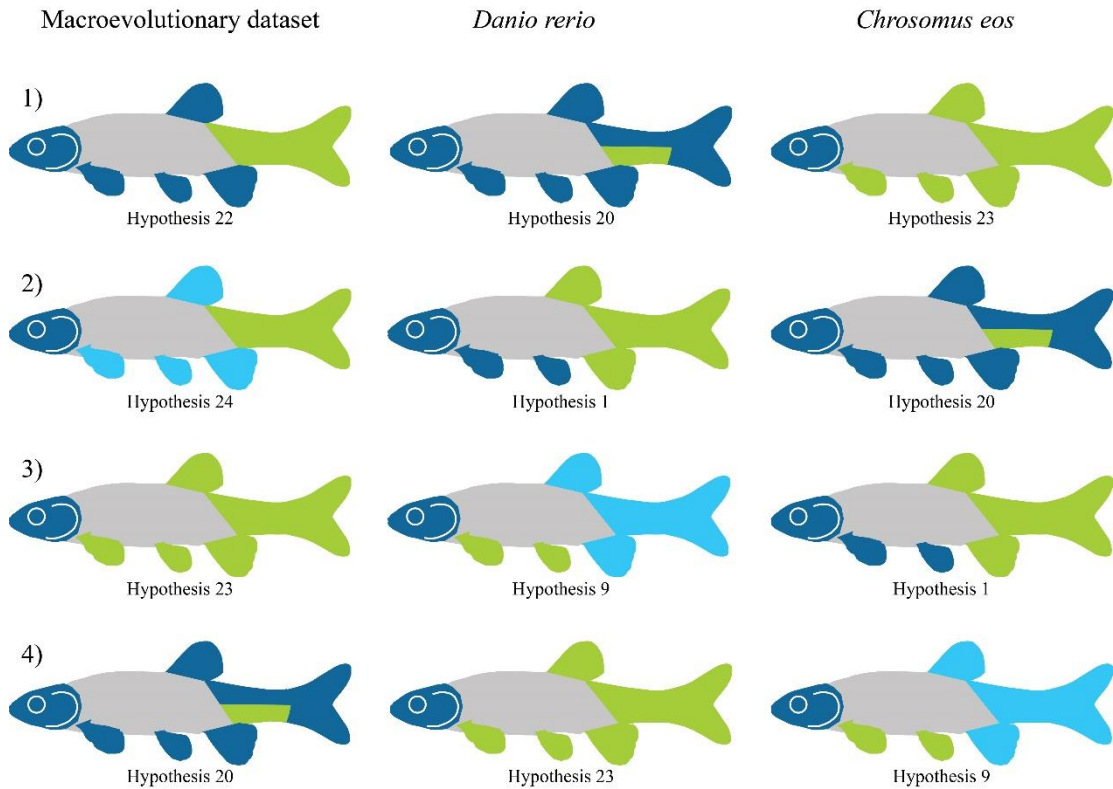 Macroevolutionary dataset Danio rerio Chrosomus eos
1)
Hypothesis 22 Hypothesis 20 Hypothesis 23
2)
Hypothesis 24 Hypothesis 1 Hypothesis 20
3)
Hypothesis 23 Hypothesis 9 Hypothesis 1
4)
Hypothesis 20 Hypothesis 23 Hypothesis 9